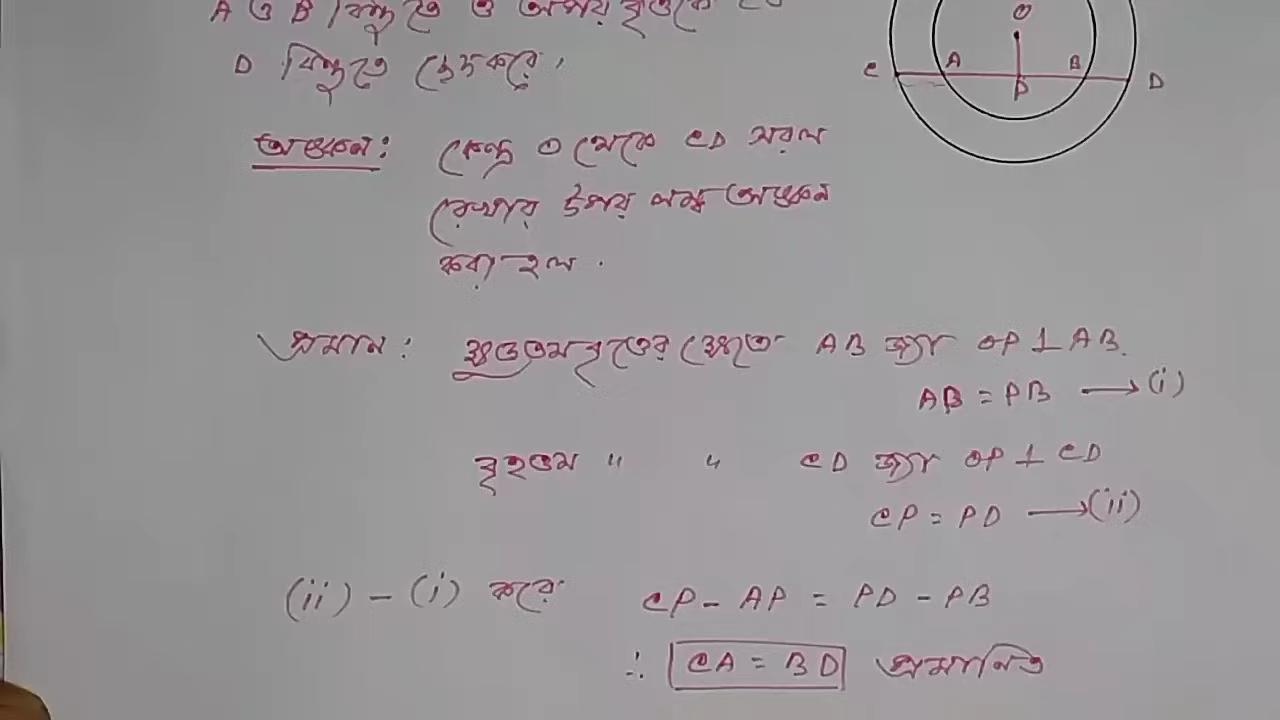 A ও B বিন্দুতে ও অপর বৃত্তকে
D বিন্দুতে ছেদ করে।
অঙ্কন: কেন্দ্র O থেকে CD সরল
রেখার উপর লম্ব অঙ্কন
করা হল .
প্রমান: ক্ষুদ্রতম বৃত্তের ক্ষেত্রে AB জ্যা OP ⊥ AB.
AB = PB ⟶ (i)
বৃহত্তম " " CD জ্যা OP ⊥ CD
CP = PD ⟶ (ii)
(ii) - (i) করে CP - AP = PD - PB
∴ CA = BD প্রমানিত
O
C A B D
P